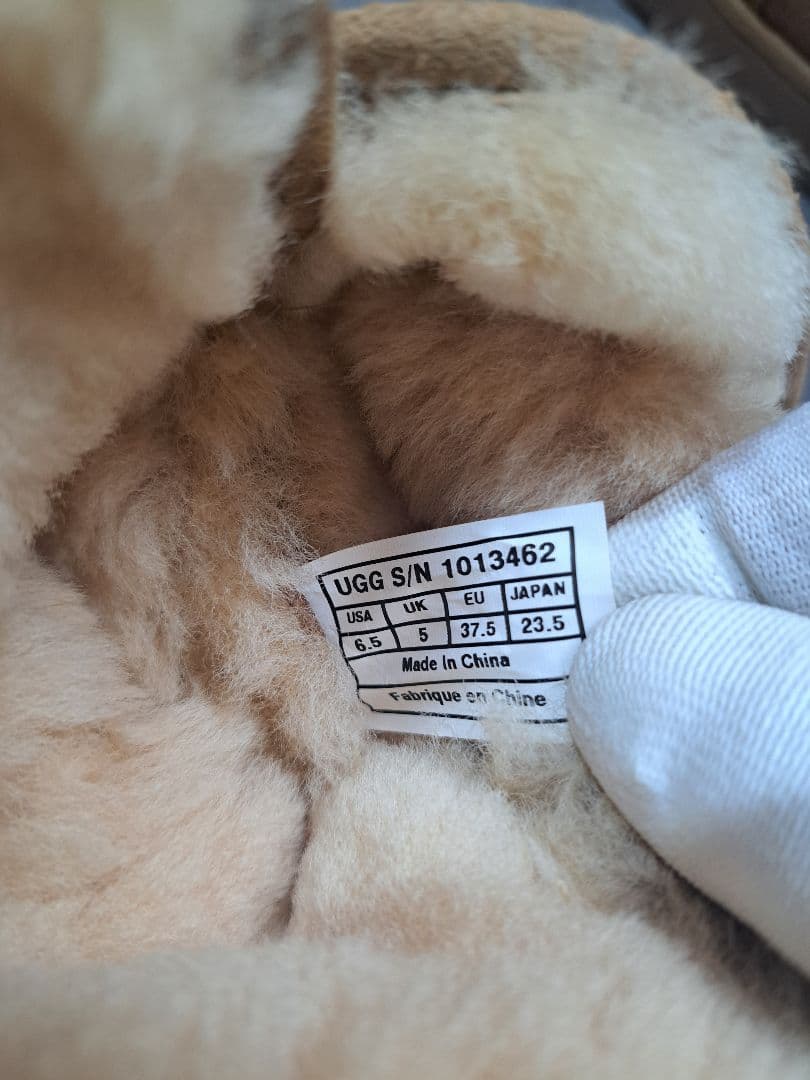 UGG S/N 1013462
USA UK EU JAPAN
6.5 5 37.5 23.5
Made In China
Fabrique en Chine